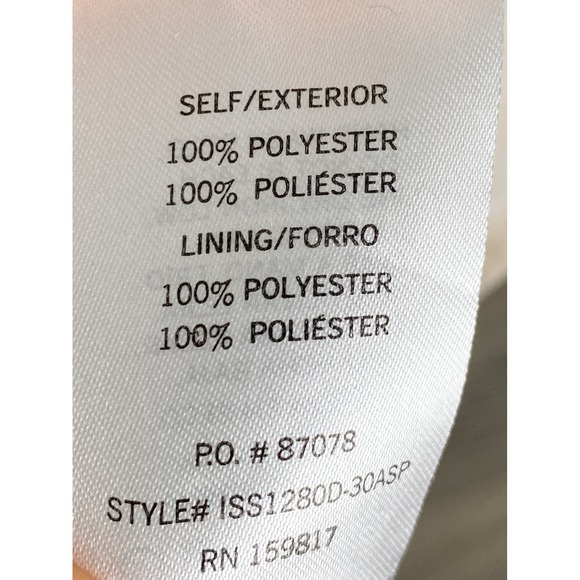 SELF/EXTERIOR
100% POLYESTER
100% POLIÉSTER
LINING/FORRO
100% POLYESTER
100% POLIÉSTER
P.O. # 87078
STYLE# ISS1280D-30ASP
RN 159817